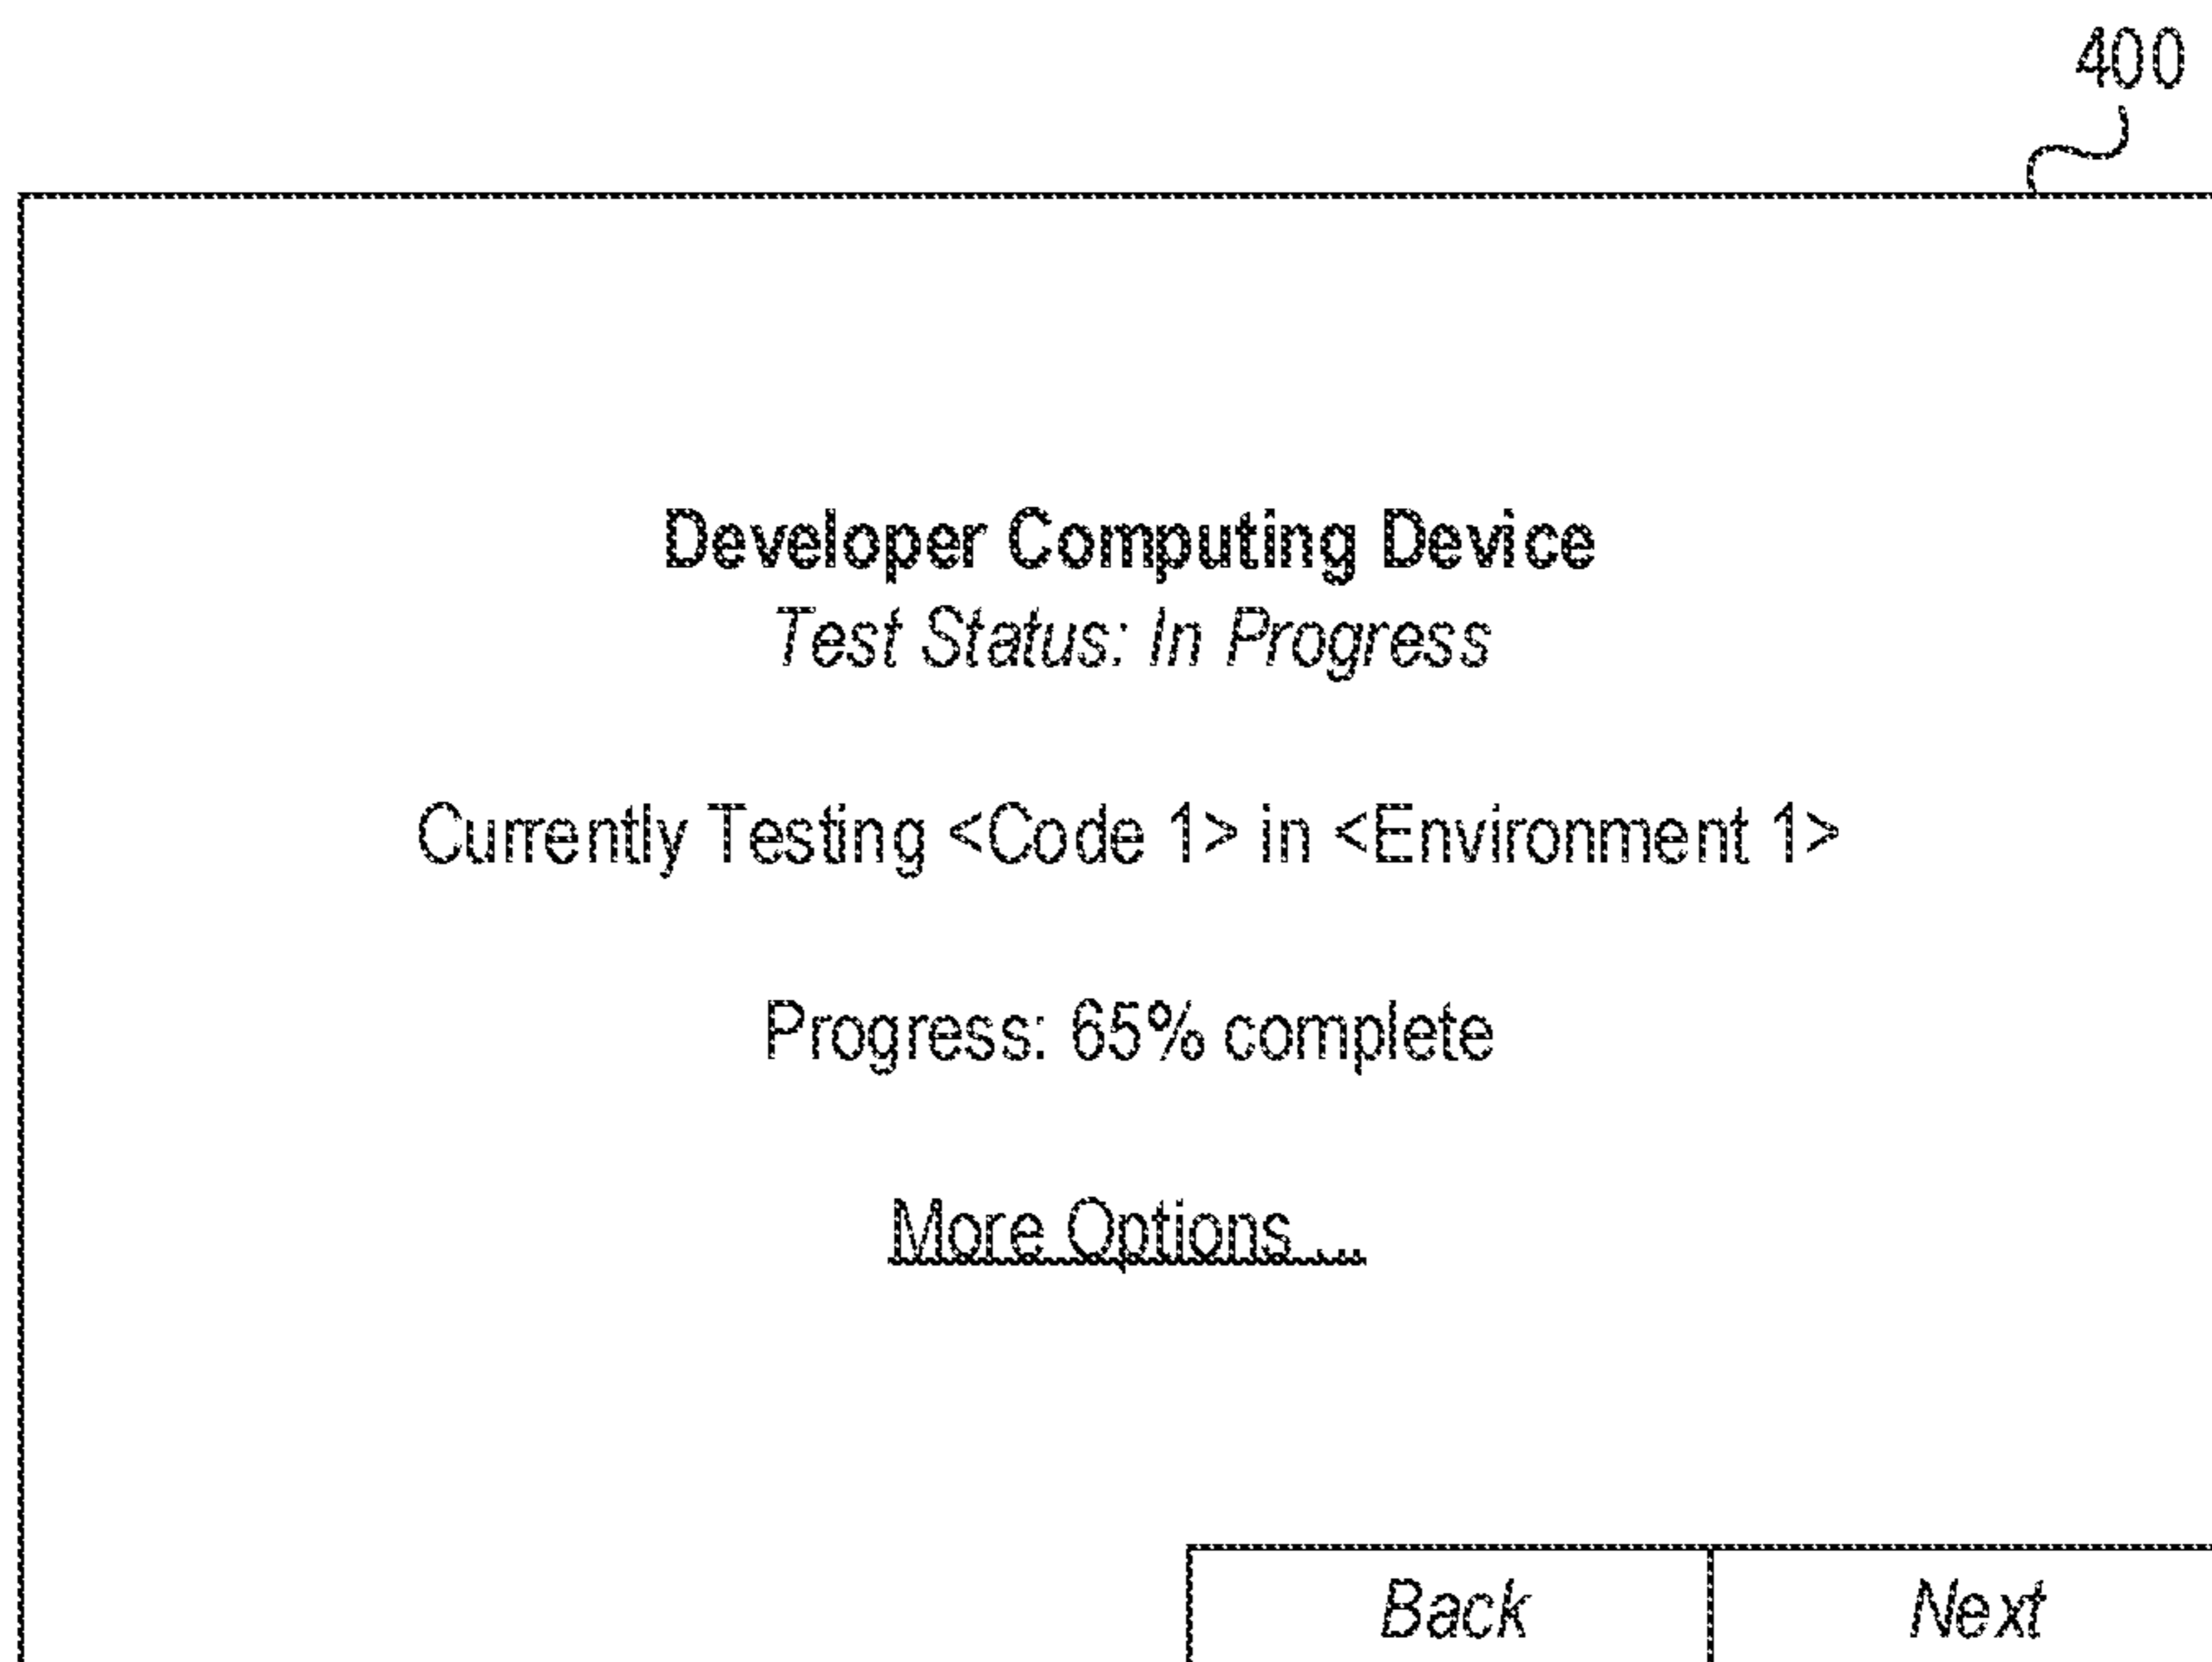 400
Developer Computing Device
Test Status: In Progress
Currently Testing <Code 1> in <Environment 1>
Progress: 65% complete
More Options ...
Back Next